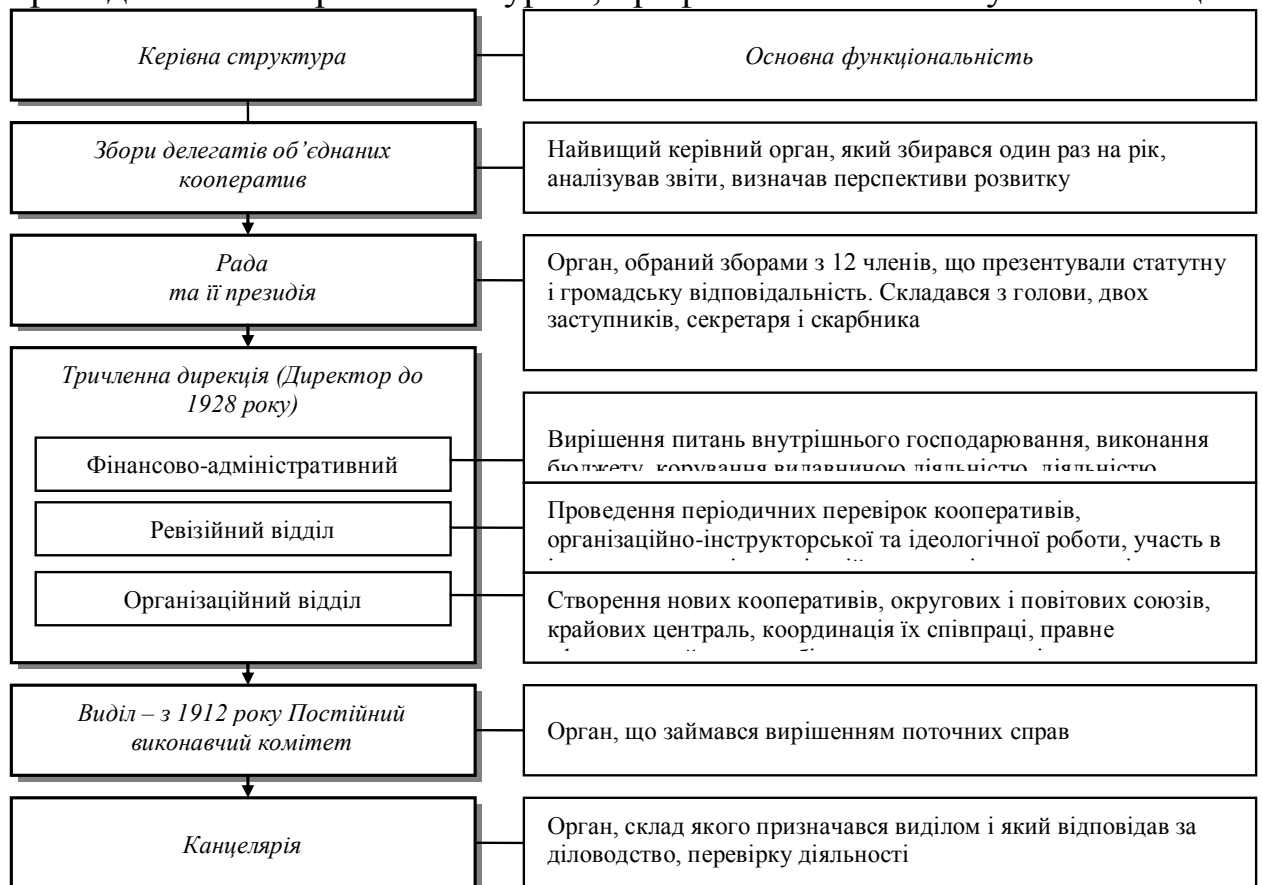 Керівна структура
Основна функціональність
Збори делегатів об’єднаних
кооператив
Найвищий керівний орган, який збирався один раз на рік,
аналізував звіти, визначав перспективи розвитку
Рада
та її президія
Орган, обраний зборами з 12 членів, що презентували статутну
і громадську відповідальність. Складався з голови, двох
заступників, секретаря і скарбника
Тричленна дирекція (Директор до
1928 року)
Фінансово-адміністративний
Вирішення питань внутрішнього господарювання, виконання
бюджету, корування видавничою діяльністю, діяльністю
Ревізійний відділ
Проведення періодичних перевірок кооперативів,
організаційно-інструкторської та ідеологічної роботи, участь в
Організаційний відділ
Створення нових кооперативів, округових і повітових союзів,
крайових централь, координація їх співпраці, правне
Виділ – з 1912 року Постійний
виконавчий комітет
Орган, що займався вирішенням поточних справ
Канцелярія
Орган, склад якого призначався виділом і який відповідав за
діловодство, перевірку діяльності